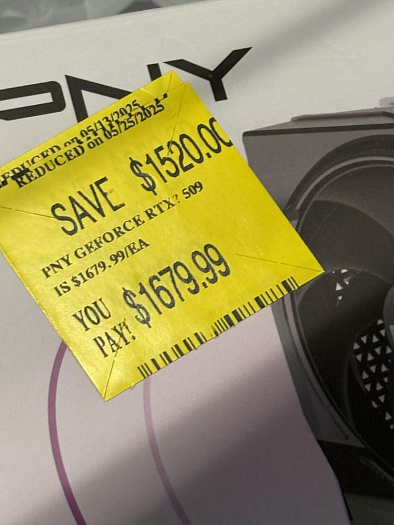 PNY
REDUCED on 05/13/2025
REDUCED on 05/25/2025
SAVE $1520.00
PNY GEFORCE RTX? 509
IS $1679.99/EA
YOU PAY! $1679.99